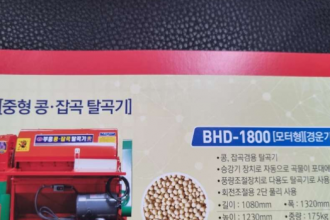 [중형 콩·잡곡 탈곡기]
BHD-1800 [모터형][경운기
• 콩, 잡곡겸용 탈곡기
• 승강기 장치로 자동으로 곡물이 포대에
• 풍량조절장치로 다용도 탈곡기로 사용
• 회전조절용 2단 풀리 사용
• 길이 : 1080mm • 폭 : 1320mm
• 높이 : 1230mm • 중량 : 175k